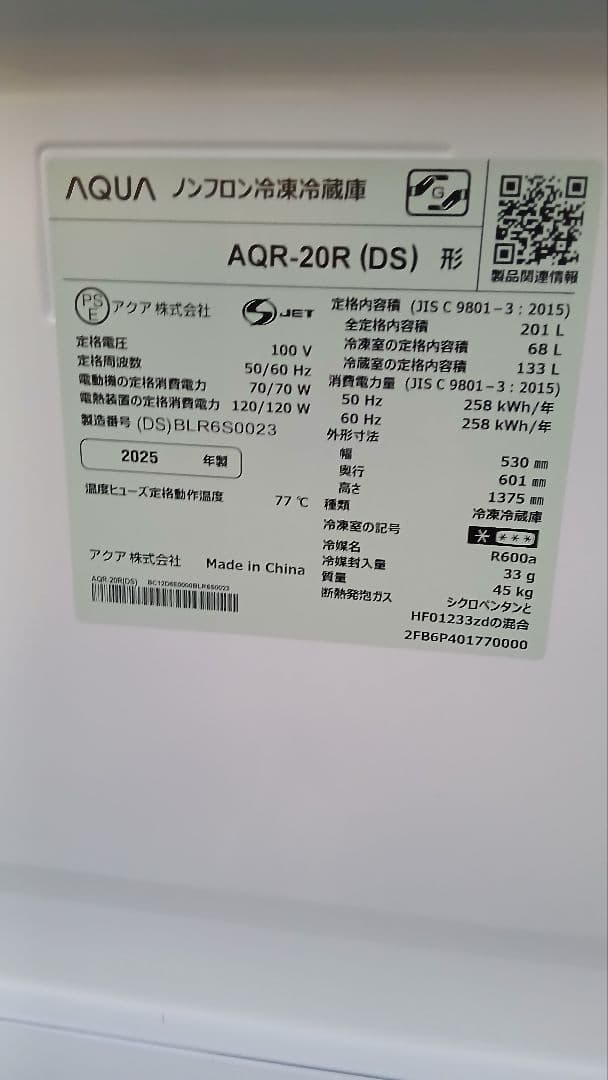 AQUA ノンフロン冷凍冷蔵庫
G
AQR-20R (DS) 形
製品関連情報
PS
E
アクア株式会社
S JET
定格電圧 100 V
定格周波数 50/60 Hz
電動機の定格消費電力 70/70 W
電熱装置の定格消費電力 120/120 W
製造番号 (DS)BLR6S0023
2025 年製
温度ヒューズ定格動作温度 77 ℃
アクア株式会社 Made in China
AQR-20R(DS)
定格内容積 (JIS C 9801-3:2015)
全定格内容積 201 L
冷凍室の定格内容積 68 L
冷蔵室の定格内容積 133 L
消費電力量 (JIS C 9801-3:2015)
50 Hz 258 kWh/年
60 Hz 258 kWh/年
外形寸法
幅 530 mm
奥行 601 mm
高さ 1375 mm
種類 冷凍冷蔵庫
冷凍室の記号 * ***
冷媒名 R600a
冷媒封入量 33 g
質量 45 kg
断熱発泡ガス シクロペンタンと
HFO1233zdの混合
2FB6P401770000